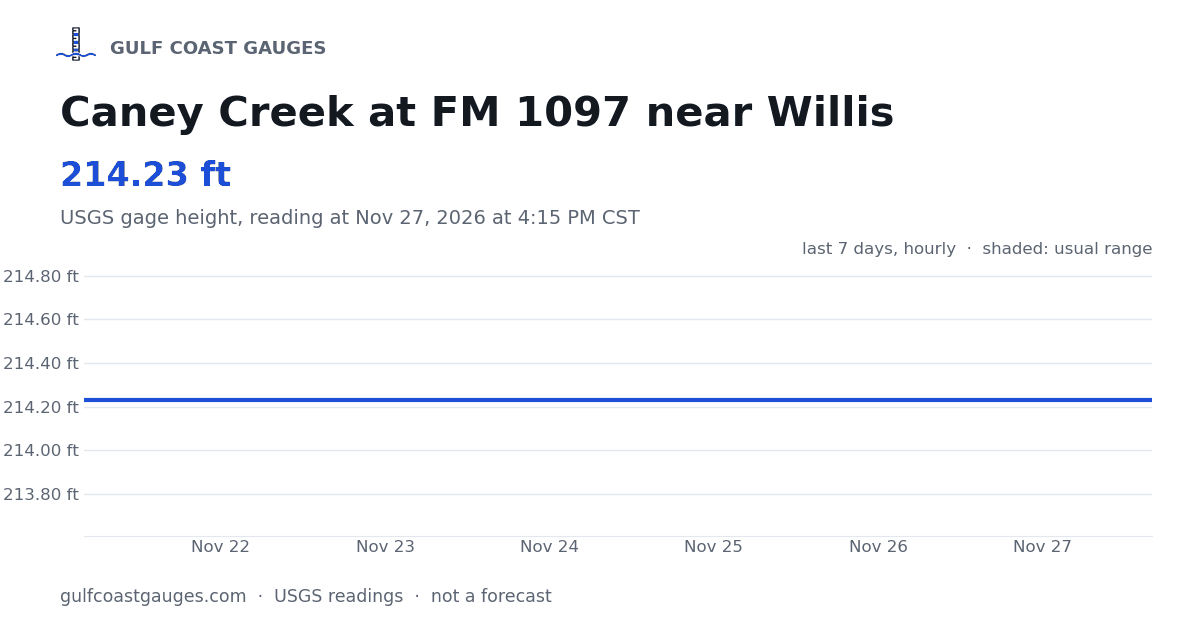 GULF COAST GAUGES
Caney Creek at FM 1097 near Willis
214.23 ft
USGS gage height, reading at Nov 27, 2026 at 4:15 PM CST
last 7 days, hourly · shaded: usual range
214.80 ft
214.60 ft
214.40 ft
214.20 ft
214.00 ft
213.80 ft
Nov 22 Nov 23 Nov 24 Nov 25 Nov 26 Nov 27
gulfcoastgauges.com · USGS readings · not a forecast